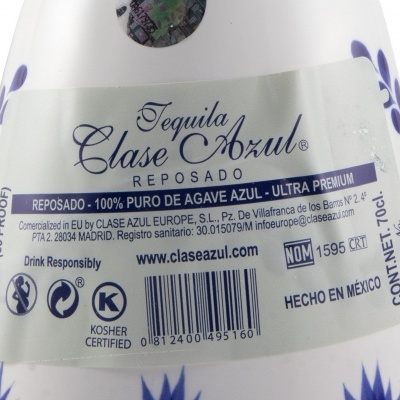 Tequila
Clase Azul®
REPOSADO
REPOSADO - 100% PURO DE AGAVE AZUL - ULTRA PREMIUM
Comercialized in EU by CLASE AZUL EUROPE, S.L., Pz. De Villafranca de los Barros Nº 2. 4º
PTA 2. 28034 MADRID. Registro sanitario: 30.015079/M infoeurope@claseazul.com
PROOF)
Drink Responsibly
www.claseazul.com
NOM 1595 CRT
CONT.NET. 70cl.
®
K
KOSHER
CERTIFIED
0 812400 495160
HECHO EN MÉXICO